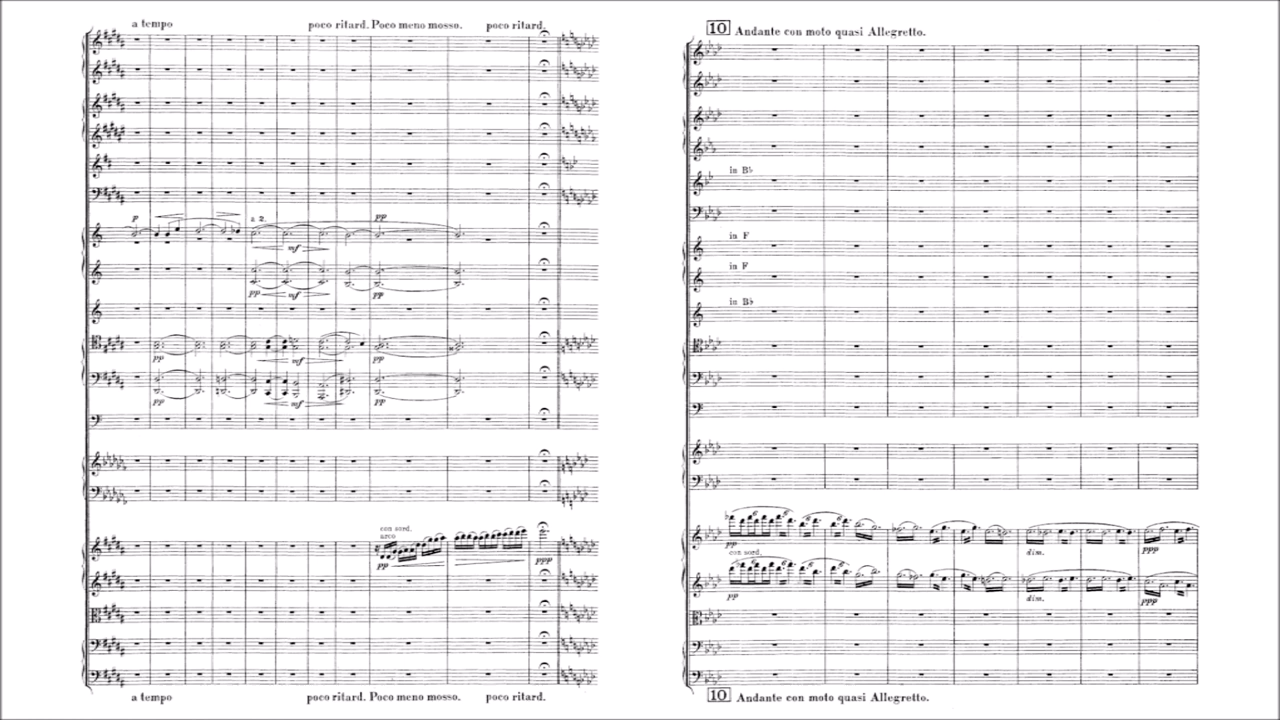 a tempo poco ritard. Poco meno mosso. poco ritard.
p pp
a 2.
mf
pp mf pp
pp mf pp
pp mf pp
con sord.
arco
pp ppp
a tempo poco ritard. Poco meno mosso. poco ritard.
10 Andante con moto quasi Allegretto.
in B♭
in F
in F
in B♭
pp dim. ppp
con sord.
pp dim. ppp
10 Andante con moto quasi Allegretto.